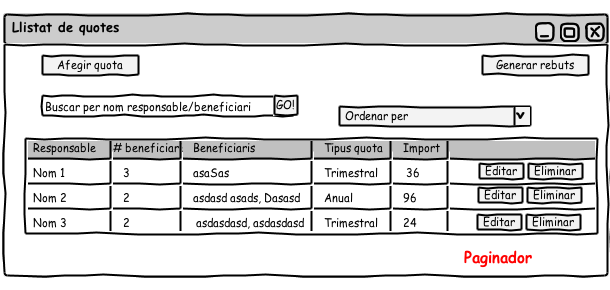 Llistat de quotes
Afegir quota
Generar rebuts
Buscar per nom responsable/beneficiari GO!
Ordenar per
Responsable # beneficiar Beneficiaris Tipus quota Import
Nom 1 3 asaSas Trimestral 36 Editar Eliminar
Nom 2 2 asdasd asads, Dasasd Anual 96 Editar Eliminar
Nom 3 2 asdasdasd, asdasdasd Trimestral 24 Editar Eliminar
Paginador